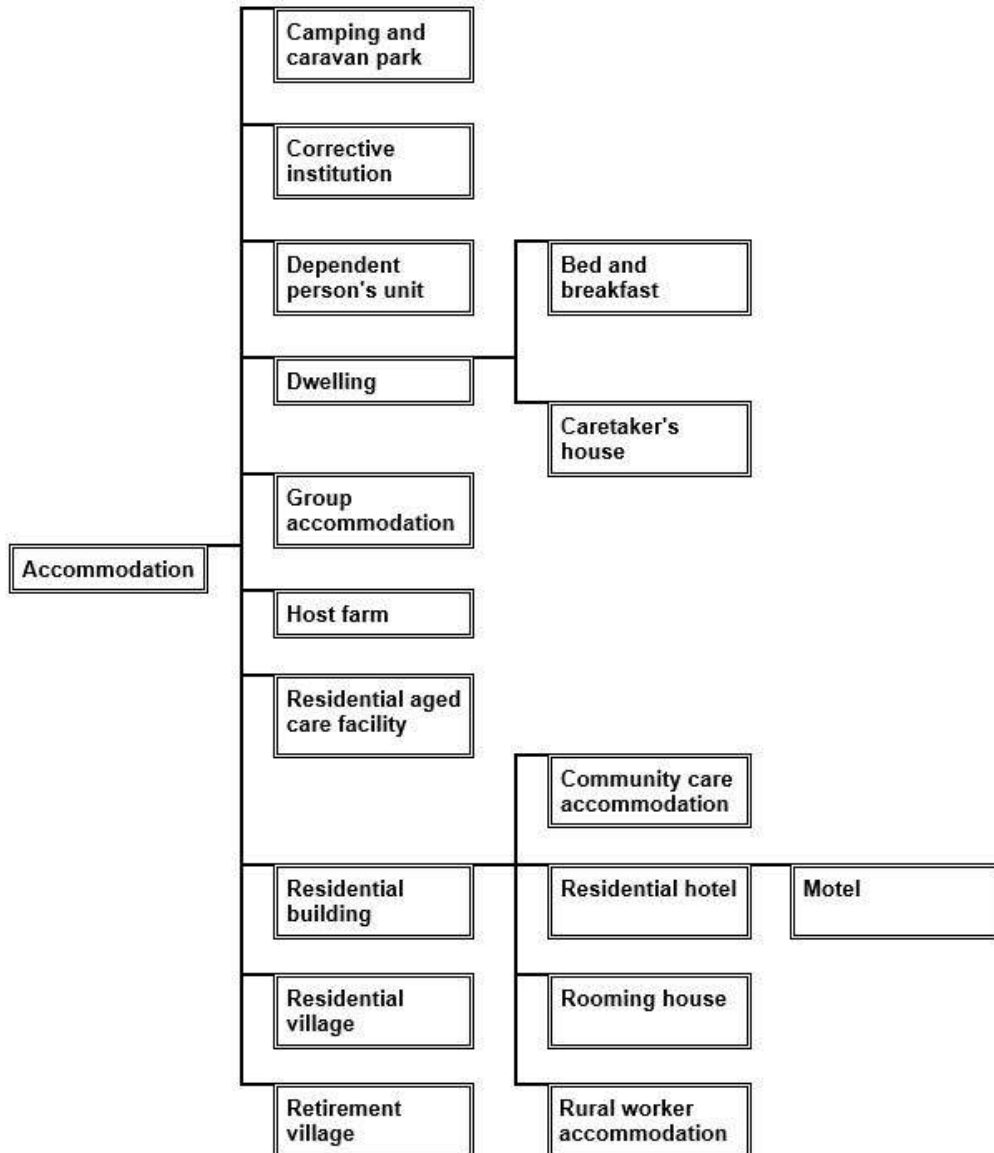 Camping and
caravan park
Corrective
institution
Dependent
person's unit
Bed and
breakfast
Dwelling
Caretaker's
house
Group
accommodation
Accommodation
Host farm
Residential aged
care facility
Community care
accommodation
Residential
building
Residential hotel
Motel
Residential
village
Rooming house
Retirement
village
Rural worker
accommodation